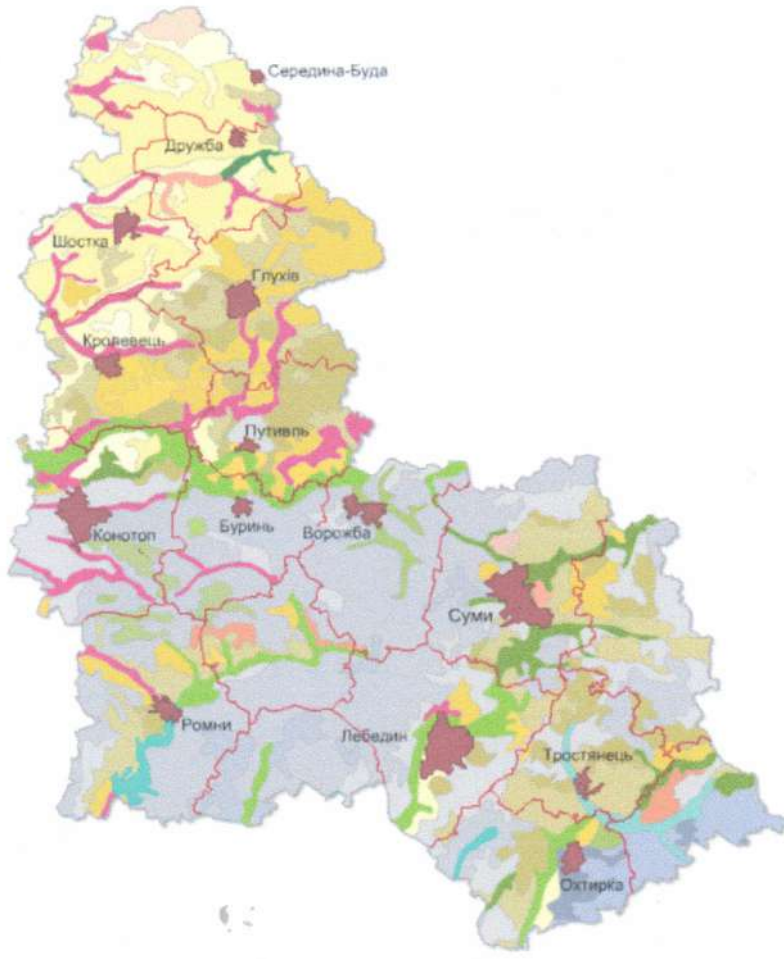 Середина-Буда
Дружба
Шостка
Глухів
Кролевець
Путивль
Конотоп
Буринь
Ворожба
Суми
Ромни
Лебедин
Тростянець
Охтирка